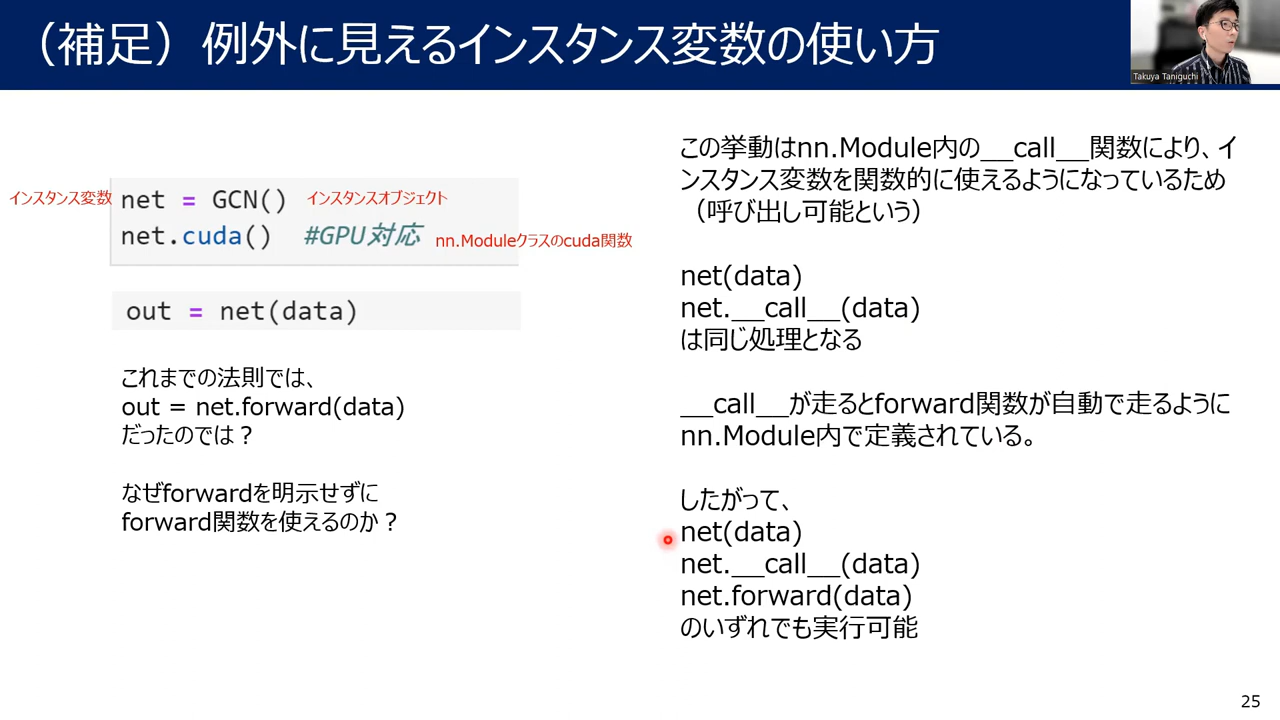 （補足）例外に見えるインスタンス変数の使い方
Takuya Taniguchi
インスタンス変数 net = GCN() インスタンスオブジェクト
net.cuda() #GPU対応 nn.Moduleクラスのcuda関数
out = net(data)
これまでの法則では、
out = net.forward(data)
だったのでは？
なぜforwardを明示せずに
forward関数を使えるのか？
この挙動はnn.Module内の__call__関数により、イ
ンスタンス変数を関数的に使えるようになっているため
（呼び出し可能という）
net(data)
net.__call__(data)
は同じ処理となる
__call__が走るとforward関数が自動で走るように
nn.Module内で定義されている。
したがって、
net(data)
net.__call__(data)
net.forward(data)
のいずれでも実行可能
25